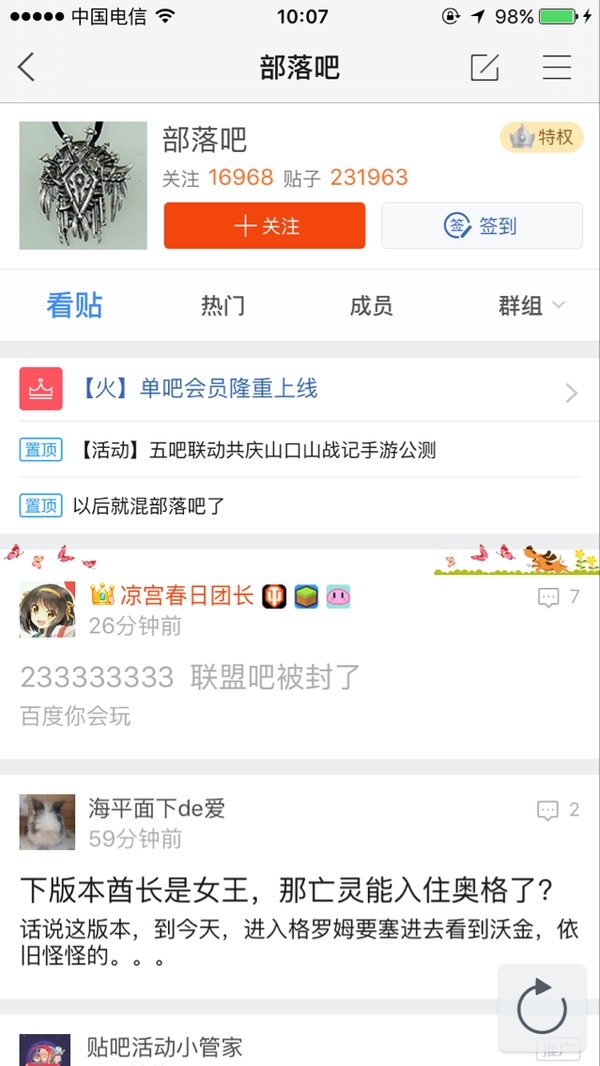 中国电信 10:07 98%
部落吧
部落吧
特权
关注 16968 贴子 231963
关注
签 签到
看贴 热门 成员 群组
【火】单吧会员隆重上线
置顶 【活动】五吧联动共庆山口山战记手游公测
置顶 以后就混部落吧了
凉宫春日团长 7
26分钟前
233333333 联盟吧被封了
百度你会玩
海平面下de爱 2
59分钟前
下版本酋长是女王，那亡灵能入住奥格了？
话说这版本，到今天，进入格罗姆要塞进去看到沃金，依
旧怪怪的。。。
贴吧活动小管家
推广